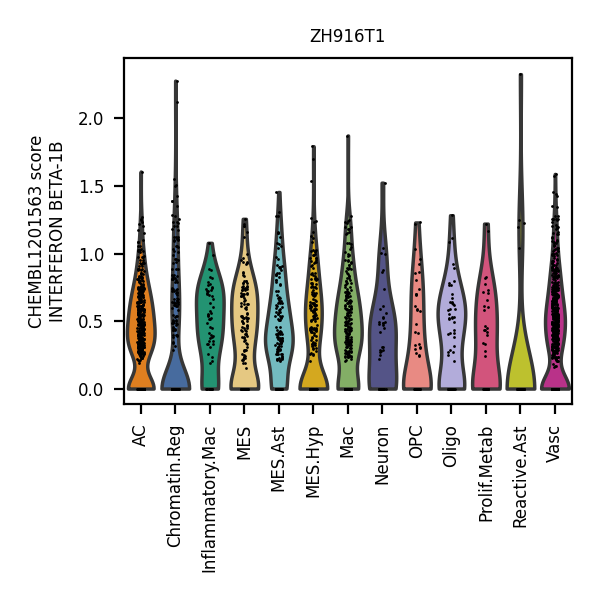 ZH916T1
CHEMBL1201563 score
INTERFERON BETA-1B
2.0
1.5
1.0
0.5
0.0
AC
Chromatin.Reg
Inflammatory.Mac
MES
MES.Ast
MES.Hyp
Mac
Neuron
OPC
Oligo
Prolif.Metab
Reactive.Ast
Vasc